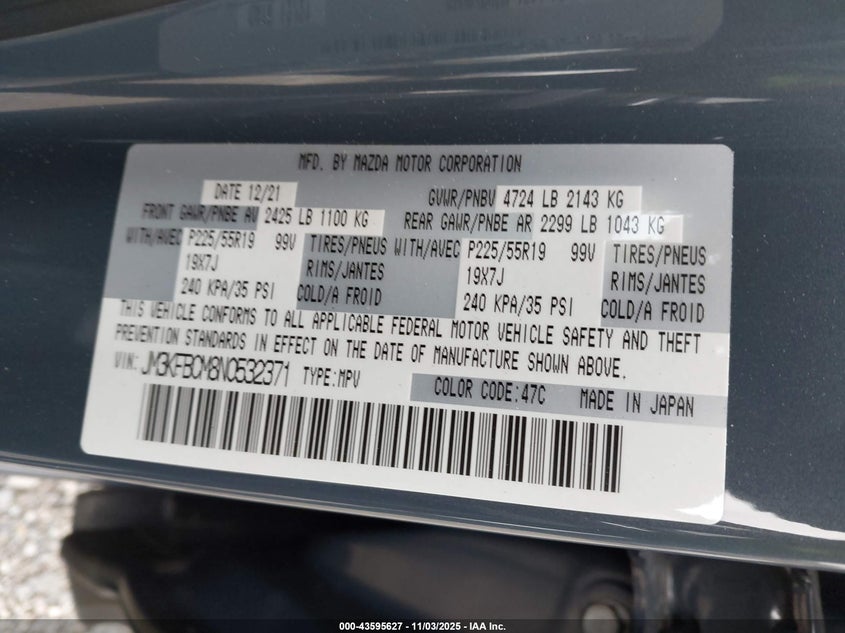 MFD. BY MAZDA MOTOR CORPORATION
DATE 12/21 GVWR/PNBV 4724 LB 2143 KG
FRONT GAWR/PNBE AV 2425 LB 1100 KG REAR GAWR/PNBE AR 2299 LB 1043 KG
WITH/AVEC P225/55R19 99V TIRES/PNEUS WITH/AVEC P225/55R19 99V TIRES/PNEUS
19X7J RIMS/JANTES 19X7J RIMS/JANTES
240 KPA/35 PSI COLD/A FROID 240 KPA/35 PSI COLD/A FROID
THIS VEHICLE CONFORMS TO ALL APPLICABLE FEDERAL MOTOR VEHICLE SAFETY AND THEFT
PREVENTION STANDARDS IN EFFECT ON THE DATE OF MANUFACTURE SHOWN ABOVE.
VIN: JM3KFBCM8N0532371 TYPE:MPV
COLOR CODE:47C MADE IN JAPAN
000-43595627 - 11/03/2025 - IAA Inc.